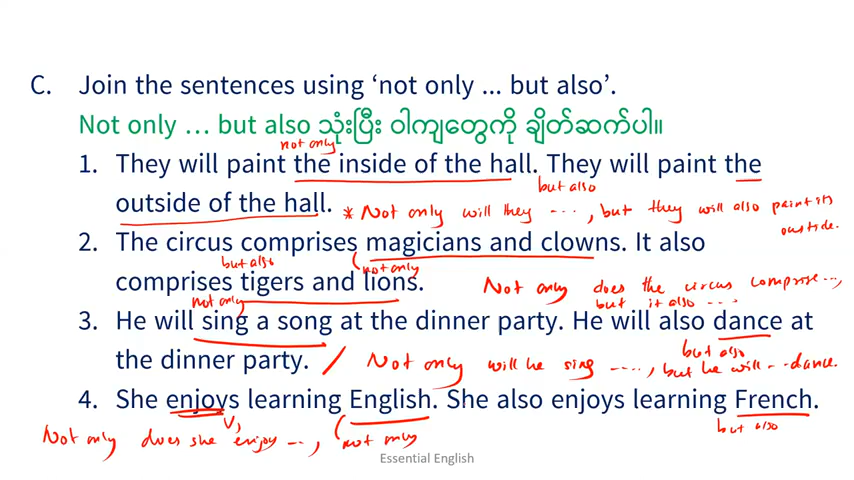 C. Join the sentences using ‘not only ... but also’.
Not only … but also သုံးပြီး ဝါကျတွေကို ချိတ်ဆက်ပါ။
not only
1. They will paint the inside of the hall. They will paint the
but also
outside of the hall.
* Not only will they ...., but they will also paint its
outside.
2. The circus comprises magicians and clowns. It also
but also
not only
comprises tigers and lions.
Not only does the circus comprise...,
but it also ....
not only
3. He will sing a song at the dinner party. He will also dance at
but also
the dinner party. / Not only will he sing ...., but he will -- dance.
4. She enjoys learning English. She also enjoys learning French.
but also
Not only does she enjoy ..., not only
Essential English